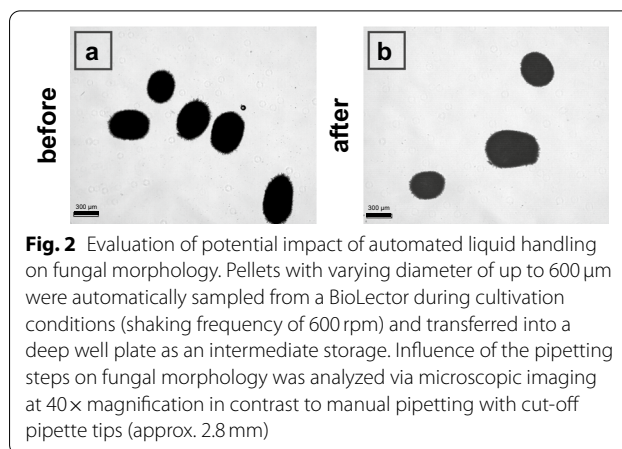 a
b
before
after
300 µm
300 µm
Fig. 2 Evaluation of potential impact of automated liquid handling
on fungal morphology. Pellets with varying diameter of up to 600 µm
were automatically sampled from a BioLector during cultivation
conditions (shaking frequency of 600 rpm) and transferred into a
deep well plate as an intermediate storage. Influence of the pipetting
steps on fungal morphology was analyzed via microscopic imaging
at 40 × magnification in contrast to manual pipetting with cut-off
pipette tips (approx. 2.8 mm)